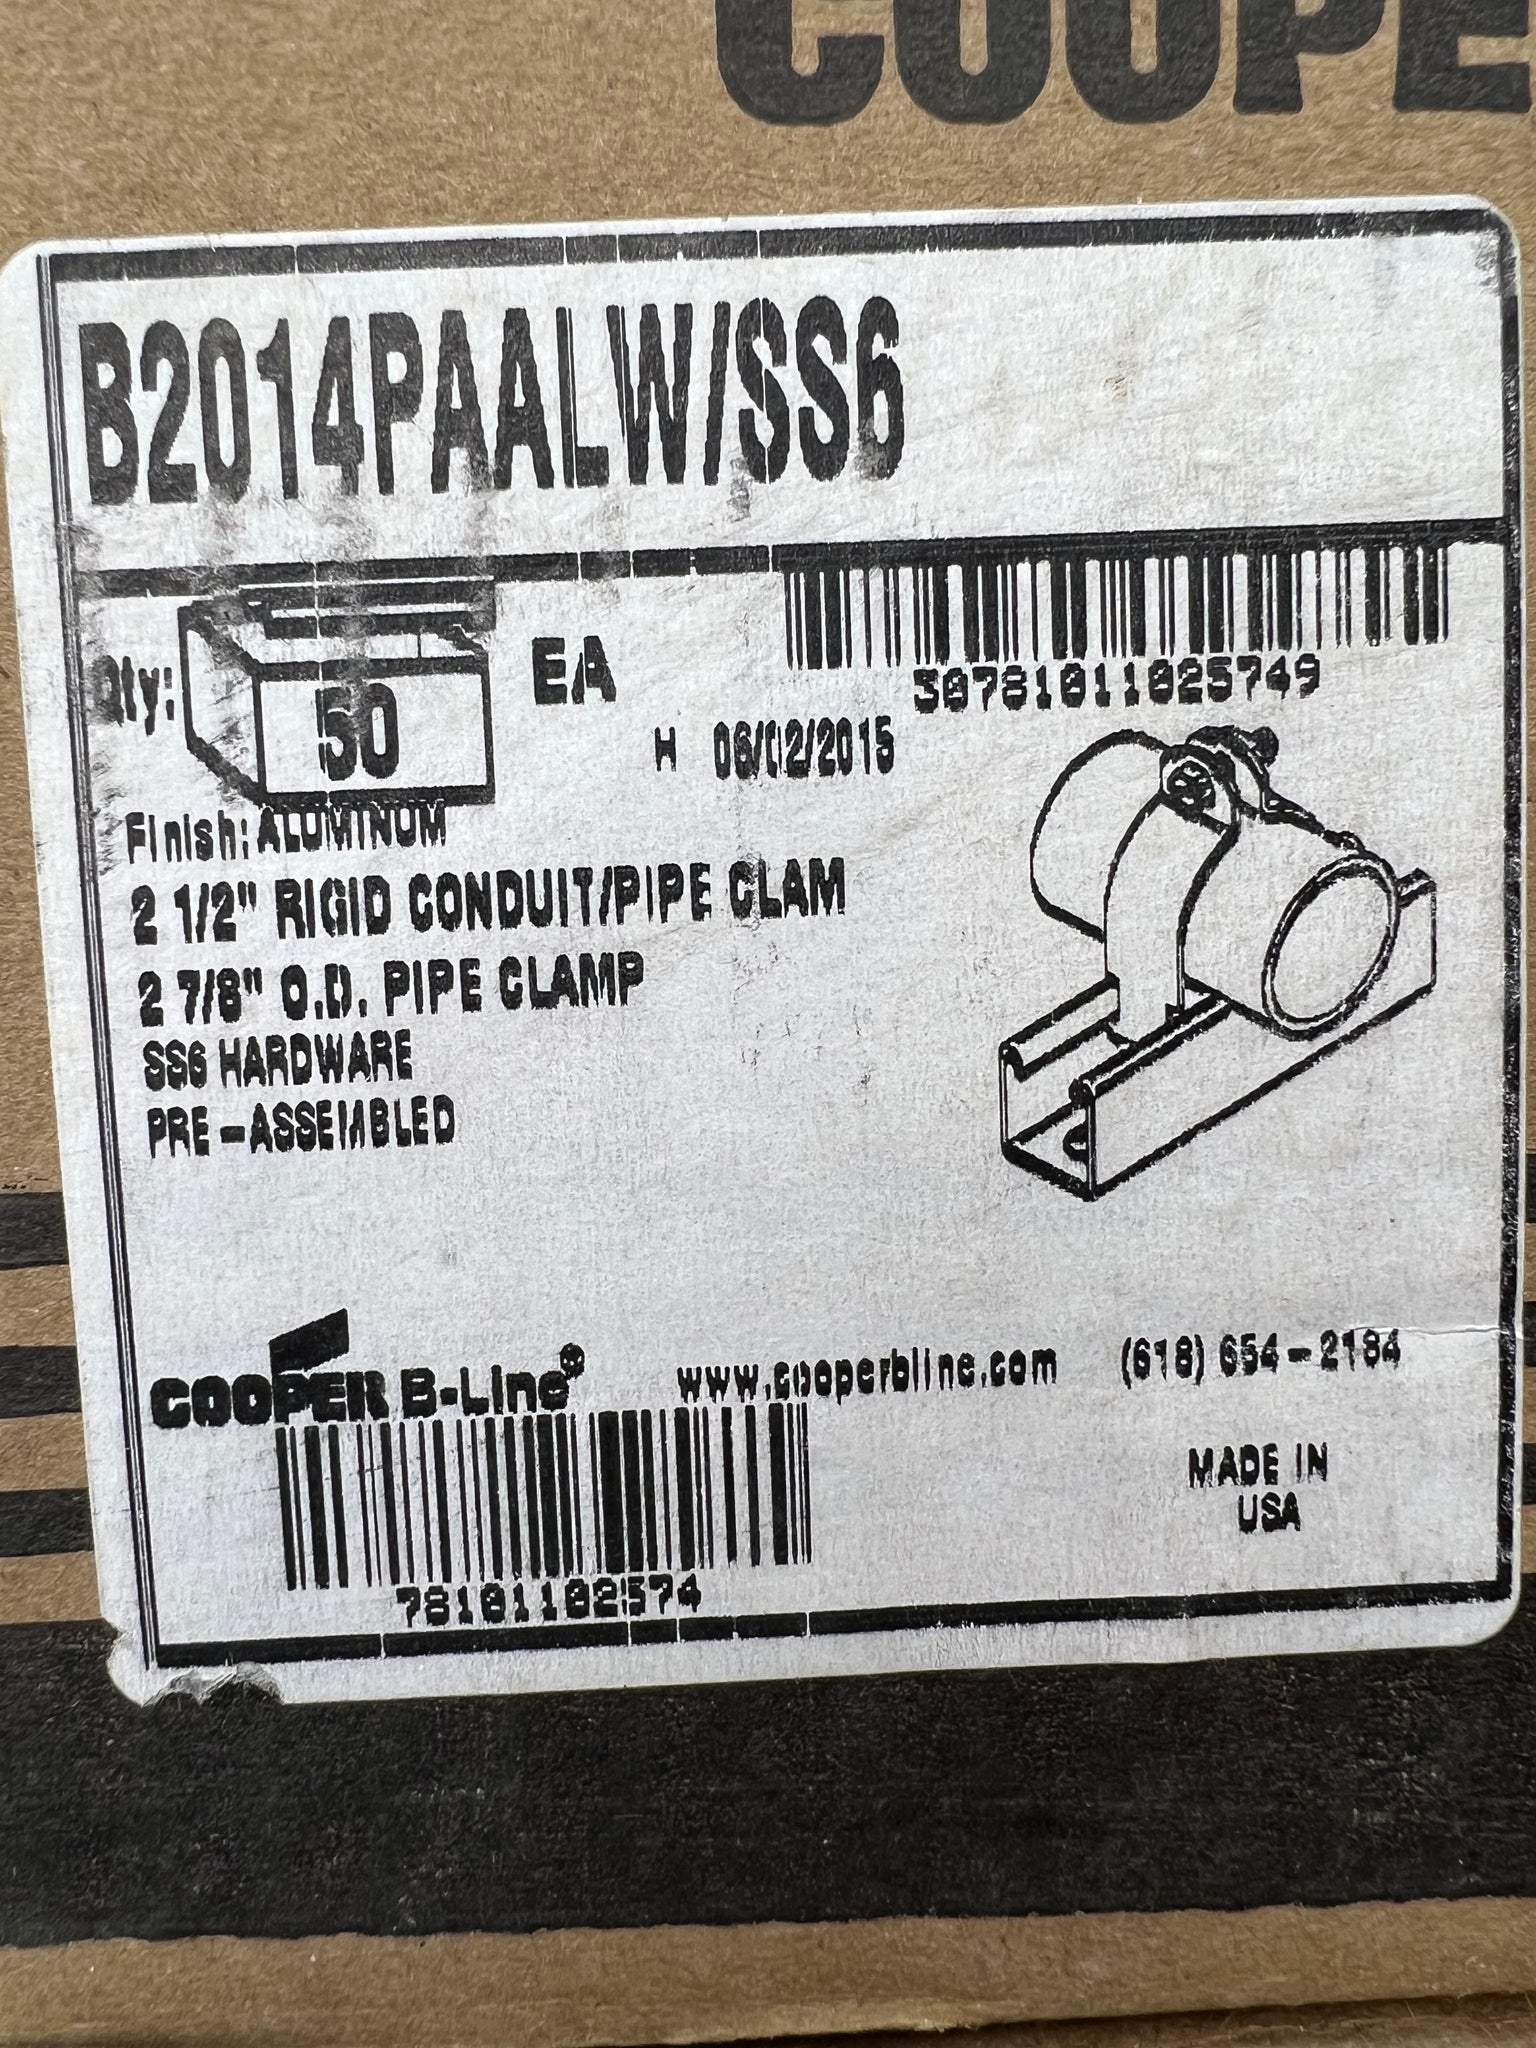 COOPE
B2014PAALW/SS6
Qty: 50 EA
30781011025749
H 06/02/2015
Finish: ALUMINUM
2 1/2" RIGID CONDUIT/PIPE CLAM
2 7/8" O.D. PIPE CLAMP
SS6 HARDWARE
PRE-ASSEMBLED
COOPER B-Line® www.cooperbline.com (618) 654-2184
MADE IN
USA
78101102574